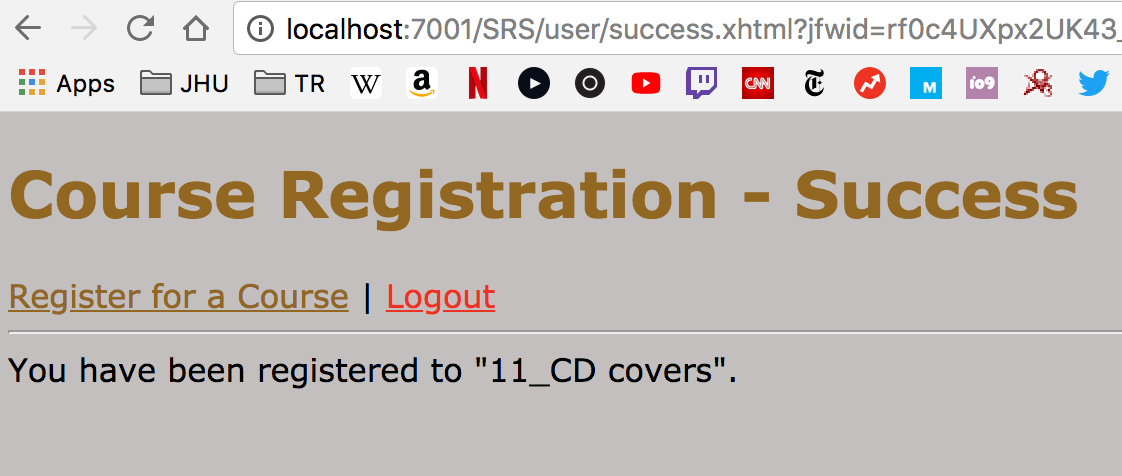 localhost:7001/SRS/user/success.xhtml?jfwid=rf0c4UXpx2UK43_
Apps JHU TR W a N CNN T M io9
Course Registration - Success
Register for a Course | Logout
You have been registered to "11_CD covers".